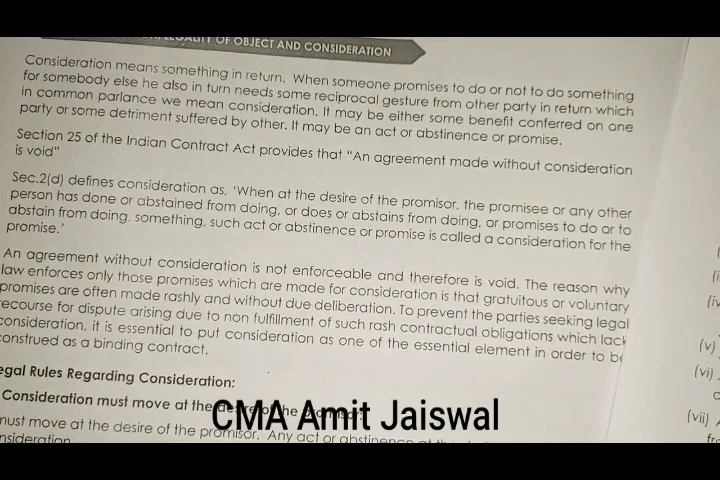 LEGALITY OF OBJECT AND CONSIDERATION
Consideration means something in return. When someone promises to do or not to do something
for somebody else he also in turn needs some reciprocal gesture from other party in return which
in common parlance we mean consideration. It may be either some benefit conferred on one
party or some detriment suffered by other. It may be an act or abstinence or promise.
Section 25 of the Indian Contract Act provides that “An agreement made without consideration
is void”
Sec.2(d) defines consideration as, ‘When at the desire of the promisor, the promisee or any other
person has done or abstained from doing, or does or abstains from doing, or promises to do or to
abstain from doing, something, such act or abstinence or promise is called a consideration for the
promise.’
An agreement without consideration is not enforceable and therefore is void. The reason why
law enforces only those promises which are made for consideration is that gratuitous or voluntary
promises are often made rashly and without due deliberation. To prevent the parties seeking legal
recourse for dispute arising due to non fulfillment of such rash contractual obligations which lack
consideration, it is essential to put consideration as one of the essential element in order to be
construed as a binding contract.
egal Rules Regarding Consideration:
Consideration must move at the desire of the promisor:
CMA Amit Jaiswal
must move at the desire of the promisor. Any act or abstinence at the
nsideration
(v)
(vi)
(vii)